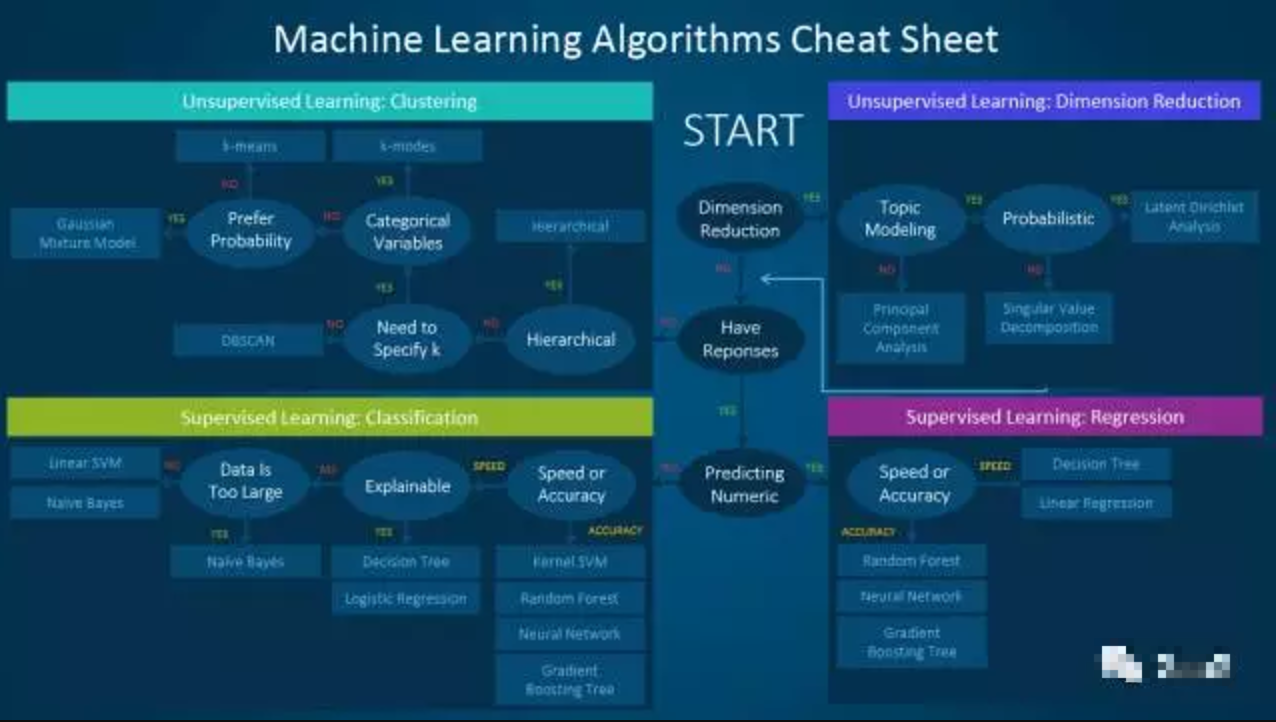 Machine Learning Algorithms Cheat Sheet
Unsupervised Learning: Clustering
k-means
k-modes
NO
YES
Gaussian
Mixture Model
YES
Prefer
Probability
NO
Categorical
Variables
Hierarchical
YES
YES
DBSCAN
NO
Need to
Specify k
NO
Hierarchical
START
Dimension
Reduction
YES
NO
NO
Have
Reponses
YES
NO
Predicting
Numeric
YES
Unsupervised Learning: Dimension Reduction
Topic
Modeling
YES
Probabilistic
YES
Latent Dirichlet
Analysis
NO
NO
Principal
Component
Analysis
Singular Value
Decomposition
Supervised Learning: Classification
Linear SVM
Naïve Bayes
NO
Data Is
Too Large
NO
Explainable
SPEED
Speed or
Accuracy
YES
YES
ACCURACY
Naïve Bayes
Decision Tree
Logistic Regression
Kernel SVM
Random Forest
Neural Network
Gradient
Boosting Tree
Supervised Learning: Regression
Speed or
Accuracy
SPEED
Decision Tree
Linear Regression
ACCURACY
Random Forest
Neural Network
Gradient
Boosting Tree